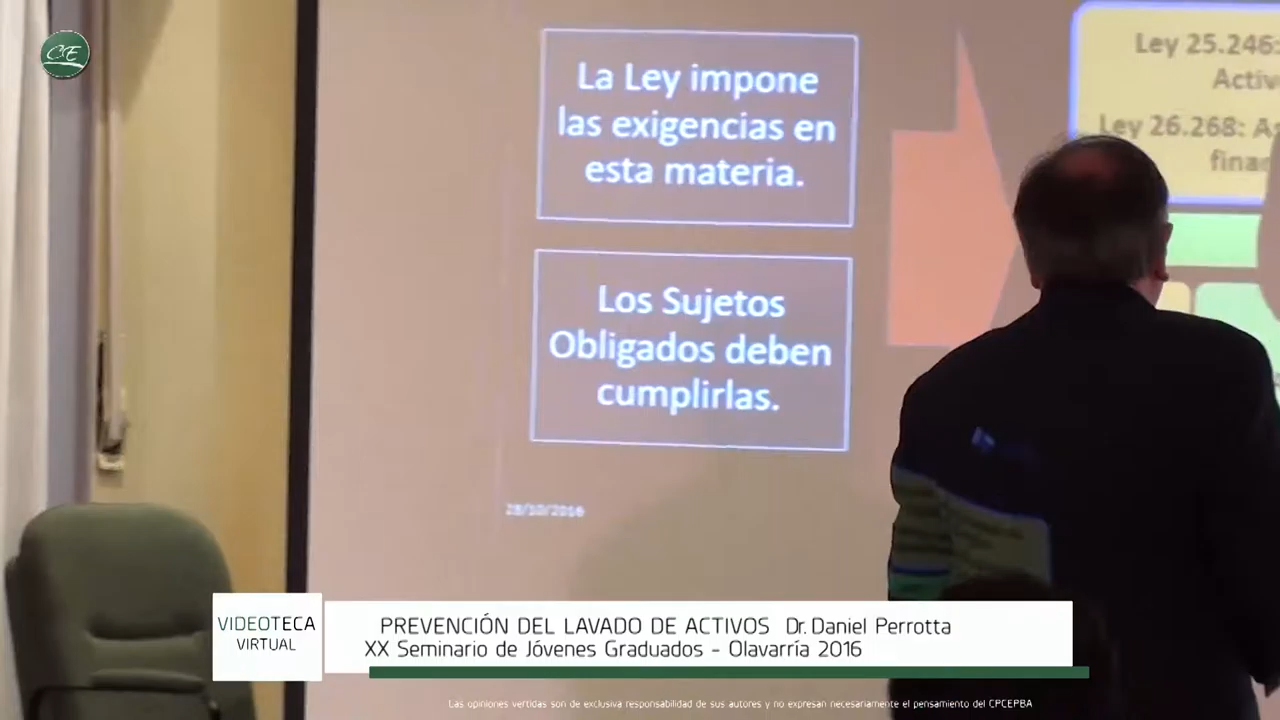 CE
La Ley impone
las exigencias en
esta materia.
Los Sujetos
Obligados deben
cumplirlas.
28/10/2016
Ley 25.246:
Ley 26.268:
VIDEOTECA
VIRTUAL
PREVENCIÓN DEL LAVADO DE ACTIVOS Dr. Daniel Perrotta
XX Seminario de Jóvenes Graduados - Olavarría 2016
Las opiniones vertidas son de exclusiva responsabilidad de sus autores y no expresan necesariamente el pensamiento del CPCEPBA